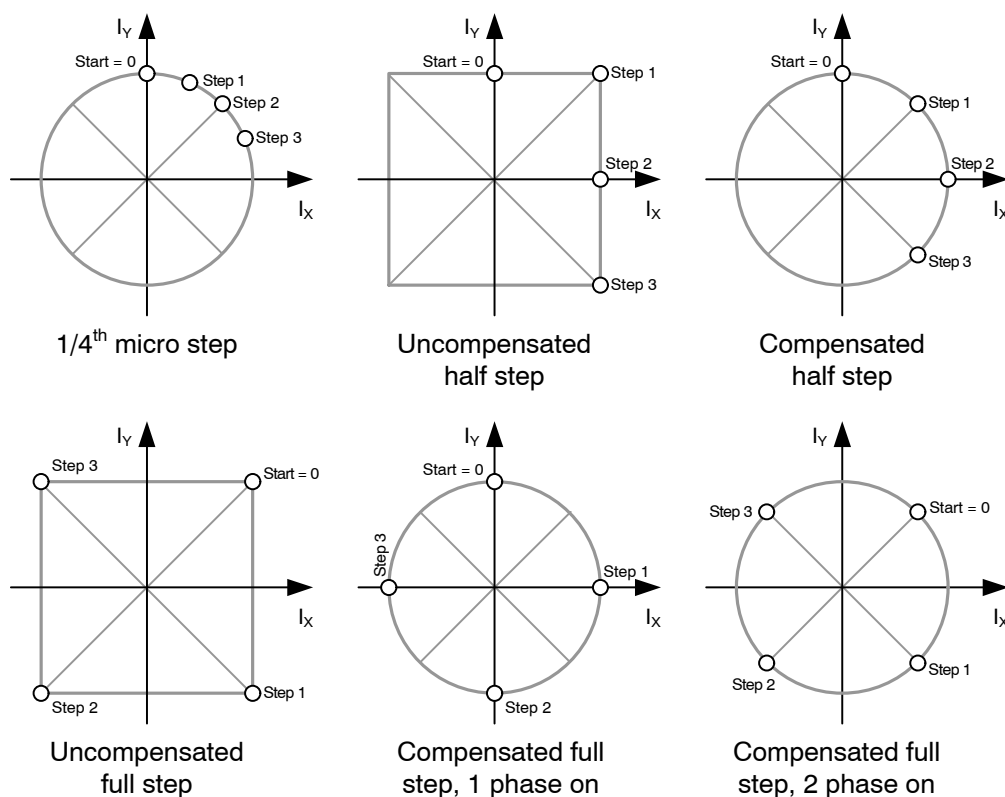 I_Y
Start = 0
Step 1
Step 2
Step 3
I_X
1/4^th micro step
I_Y
Start = 0
Step 1
Step 2
I_X
Step 3
Uncompensated
half step
I_Y
Start = 0
Step 1
Step 2
I_X
Step 3
Compensated
half step
I_Y
Step 3
Start = 0
I_X
Step 2
Step 1
Uncompensated
full step
I_Y
Start = 0
Step 3
Step 1
I_X
Step 2
Compensated full
step, 1 phase on
I_Y
Step 3
Start = 0
I_X
Step 2
Step 1
Compensated full
step, 2 phase on